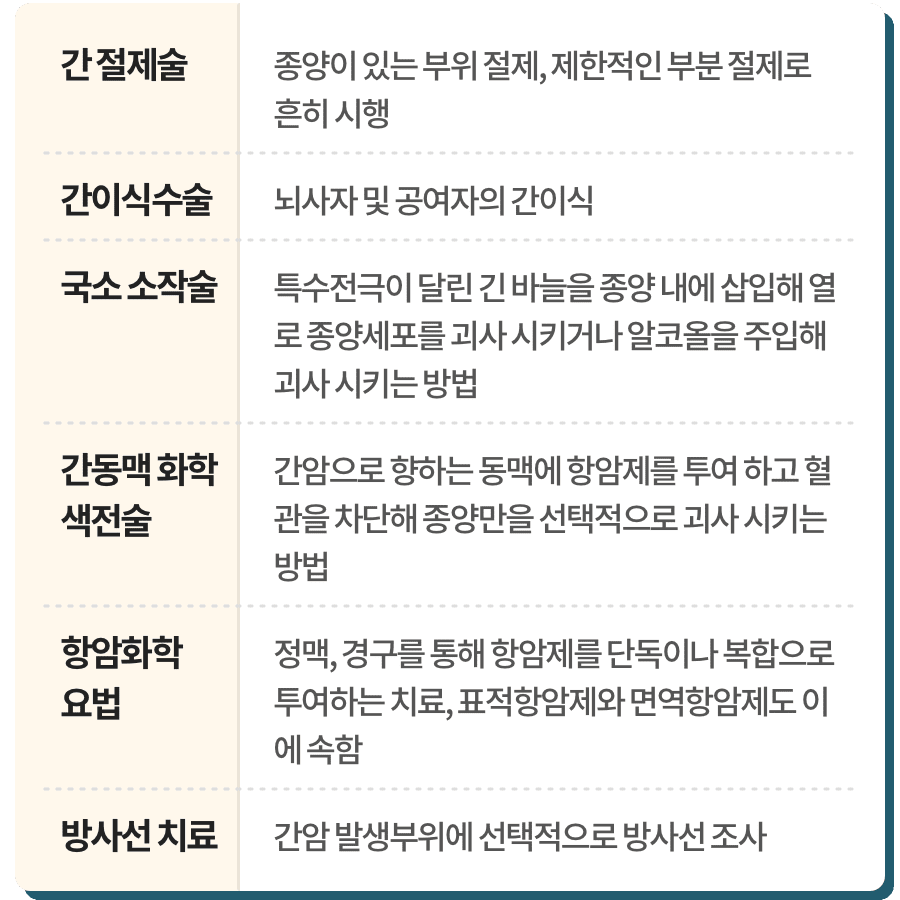 간 절제술
종양이 있는 부위 절제, 제한적인 부분 절제로
흔히 시행
간이식수술
뇌사자 및 공여자의 간이식
국소 소작술
특수전극이 달린 긴 바늘을 종양 내에 삽입해 열
로 종양세포를 괴사 시키거나 알코올을 주입해
괴사 시키는 방법
간동맥 화학
색전술
간암으로 향하는 동맥에 항암제를 투여 하고 혈
관을 차단해 종양만을 선택적으로 괴사 시키는
방법
항암화학
요법
정맥, 경구를 통해 항암제를 단독이나 복합으로
투여하는 치료, 표적항암제와 면역항암제도 이
에 속함
방사선 치료
간암 발생부위에 선택적으로 방사선 조사